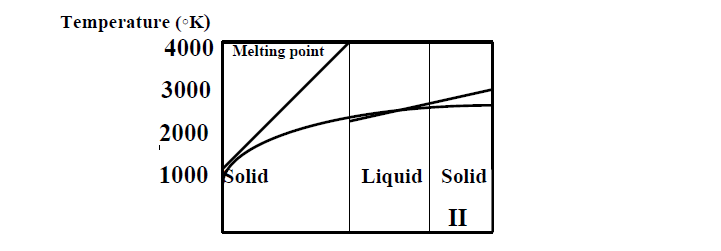 Temperature (◦K)
4000 Melting point
3000
2000
1000 Solid Liquid Solid
II